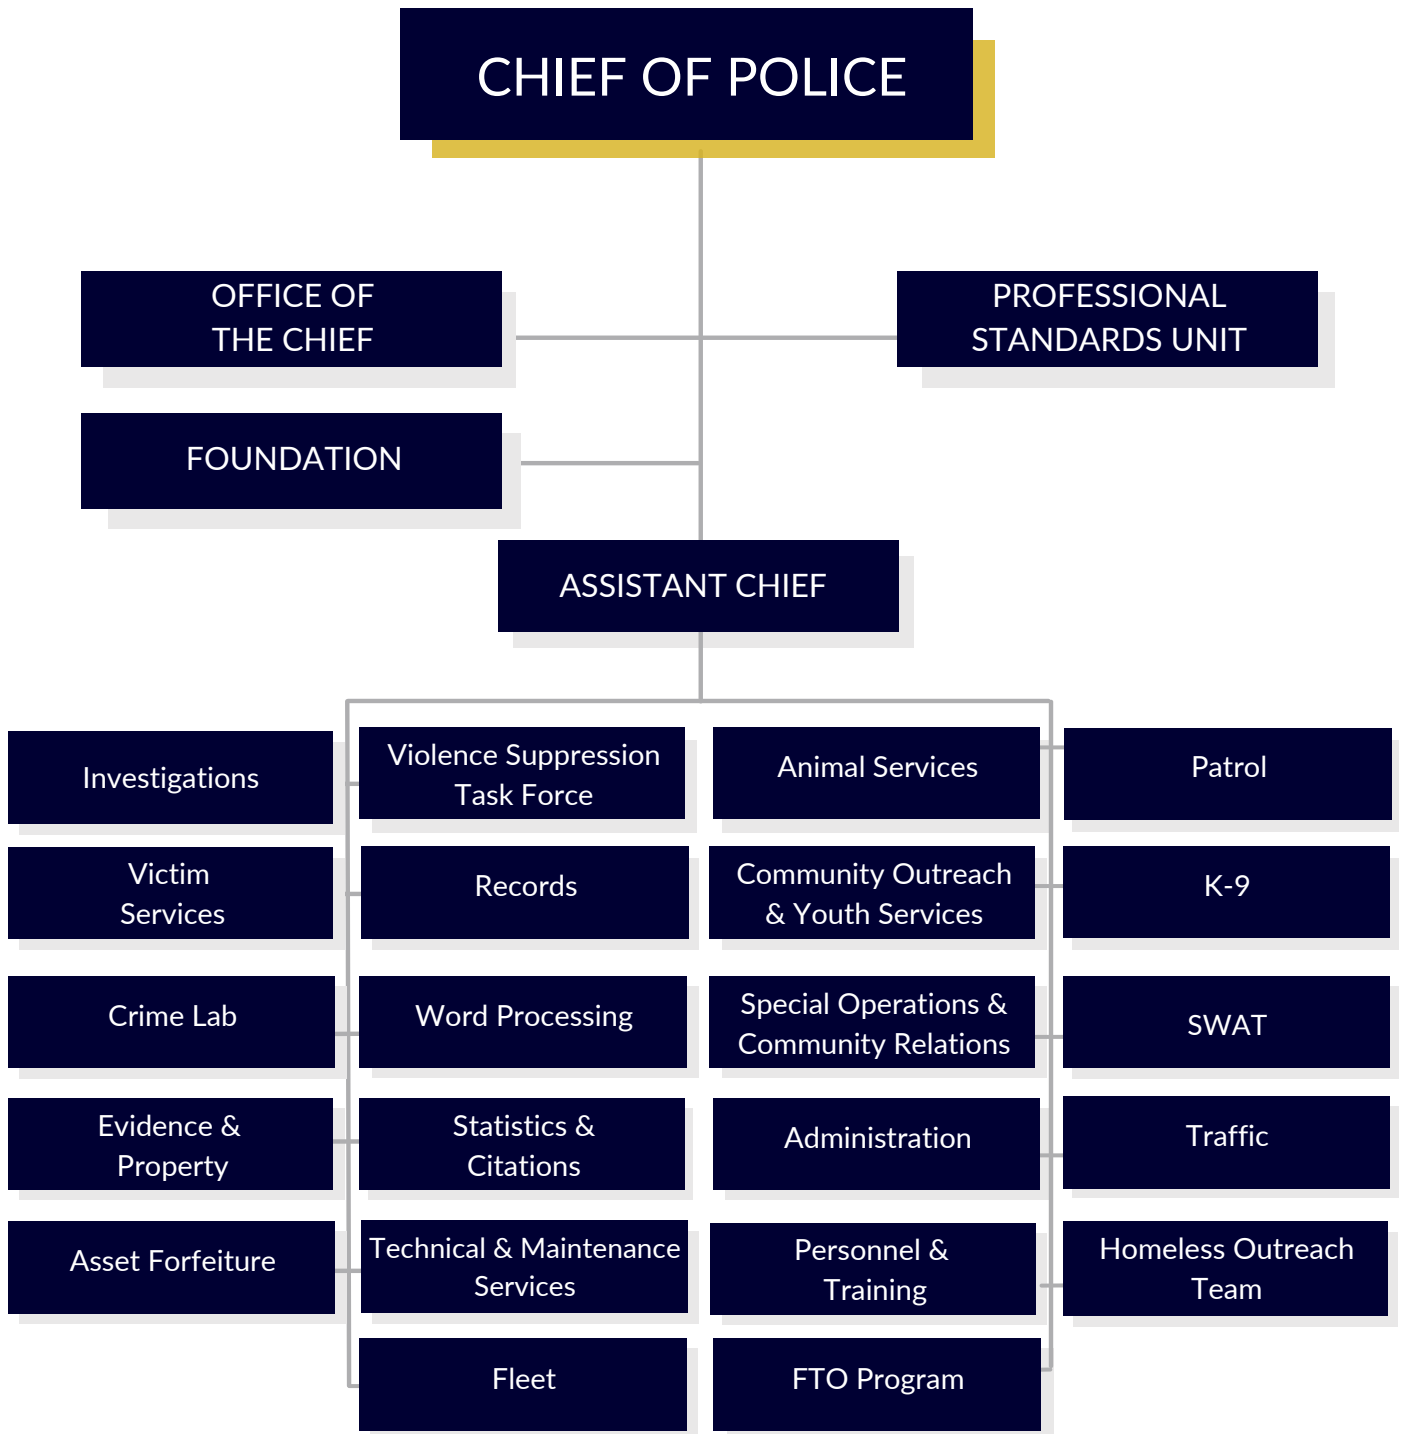 CHIEF OF POLICE
OFFICE OF
THE CHIEF
PROFESSIONAL
STANDARDS UNIT
FOUNDATION
ASSISTANT CHIEF
Investigations
Violence Suppression
Task Force
Animal Services
Patrol
Victim
Services
Records
Community Outreach
& Youth Services
K-9
Crime Lab
Word Processing
Special Operations &
Community Relations
SWAT
Evidence &
Property
Statistics &
Citations
Administration
Traffic
Asset Forfeiture
Technical & Maintenance
Services
Personnel &
Training
Homeless Outreach
Team
Fleet
FTO Program